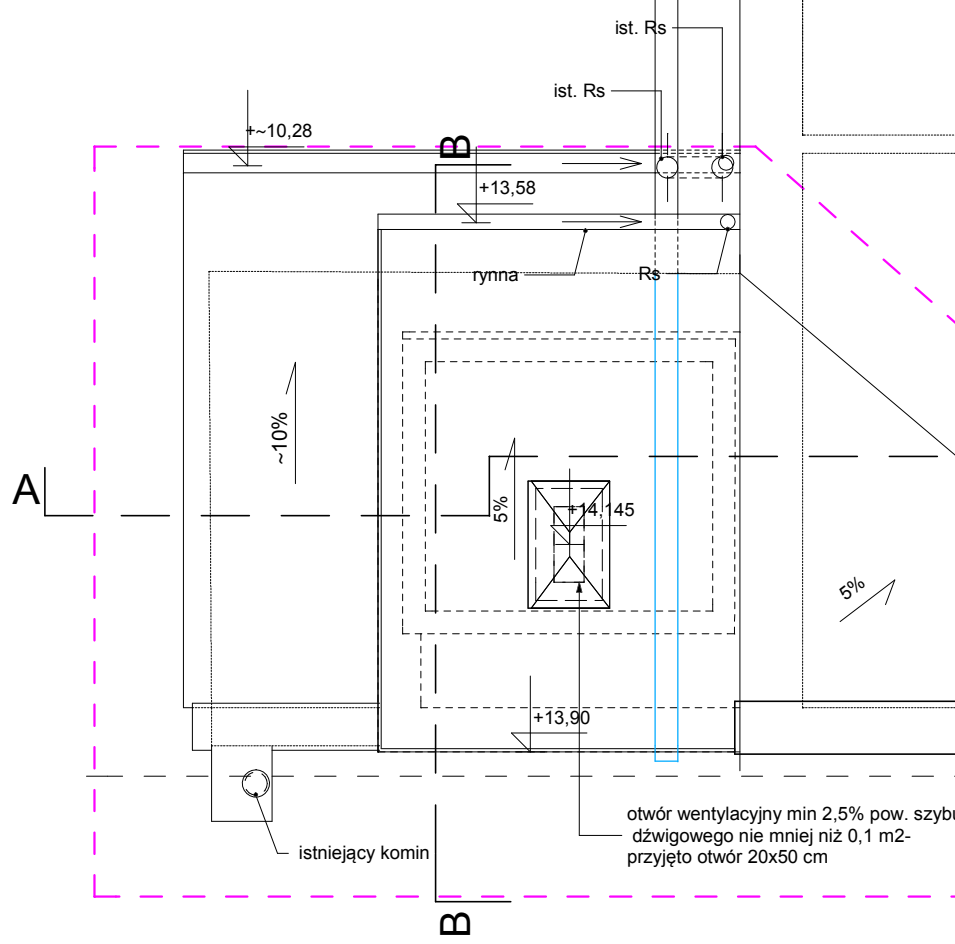 ist. Rs
ist. Rs
+~10,28
B
+13,58
rynna
Rs
~10%
A
5%
+14,145
5%
+13,90
otwór wentylacyjny min 2,5% pow. szybu
dźwigowego nie mniej niż 0,1 m2-
przyjęto otwór 20x50 cm
istniejący komin
B